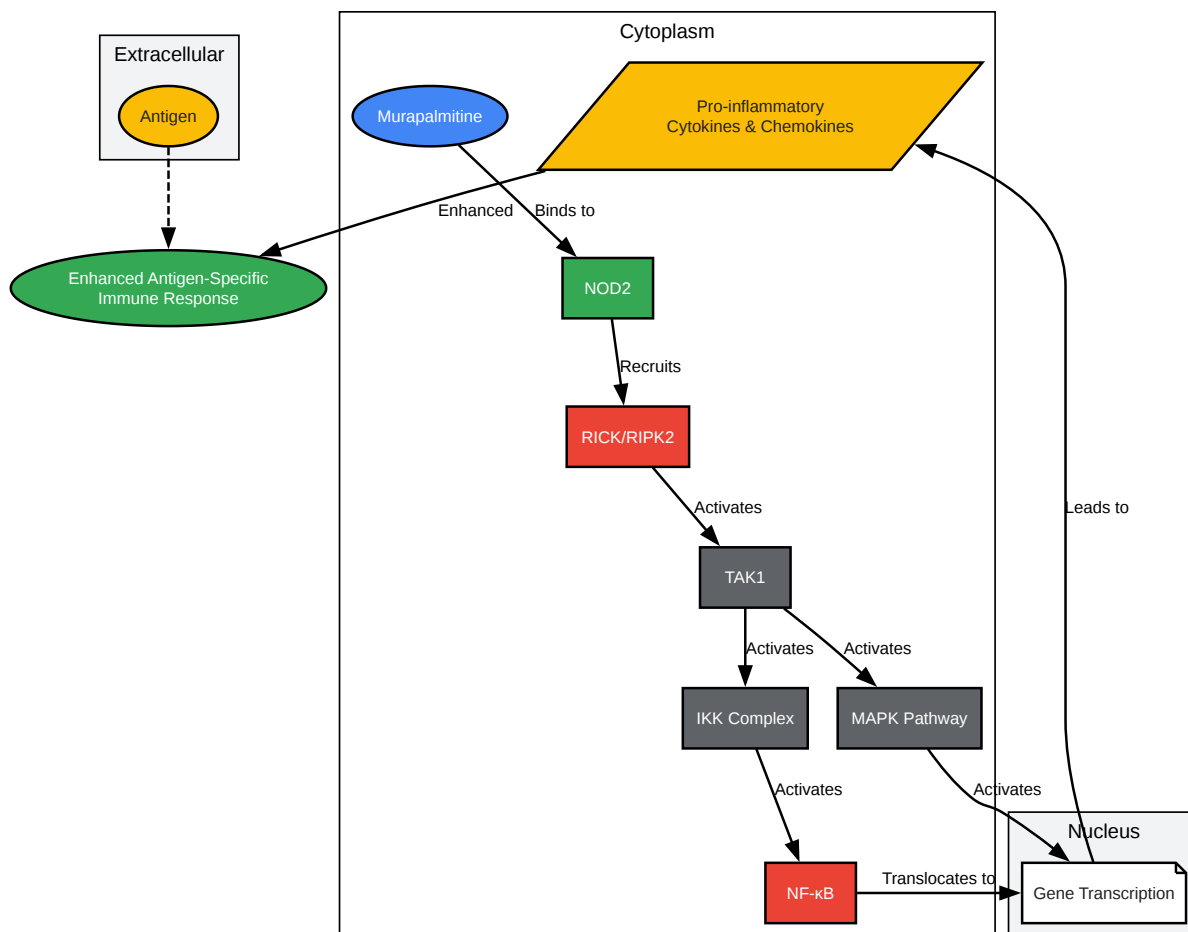 Cytoplasm
Extracellular
Antigen
Murapalmitine
Pro-inflammatory
Cytokines & Chemokines
Enhanced
Binds to
Enhanced Antigen-Specific
Immune Response
NOD2
Recruits
RICK/RIPK2
Activates
Leads to
TAK1
Activates
Activates
IKK Complex
MAPK Pathway
Activates
Activates
Nucleus
NF-κB
Translocates to
Gene Transcription